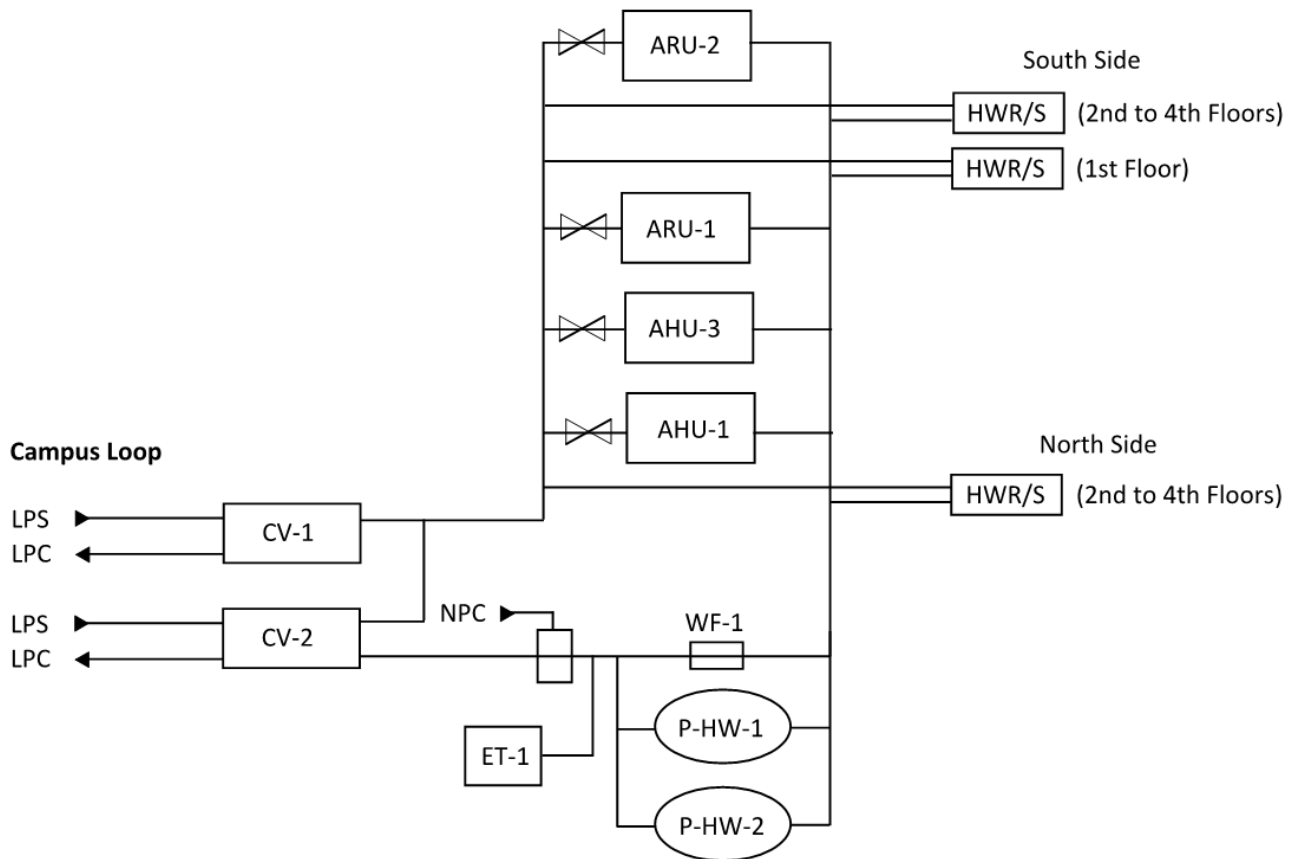 ARU-2
South Side
HWR/S (2nd to 4th Floors)
HWR/S (1st Floor)
ARU-1
AHU-3
AHU-1
Campus Loop
North Side
HWR/S (2nd to 4th Floors)
LPS
CV-1
LPC
LPS
NPC
WF-1
CV-2
LPC
P-HW-1
ET-1
P-HW-2